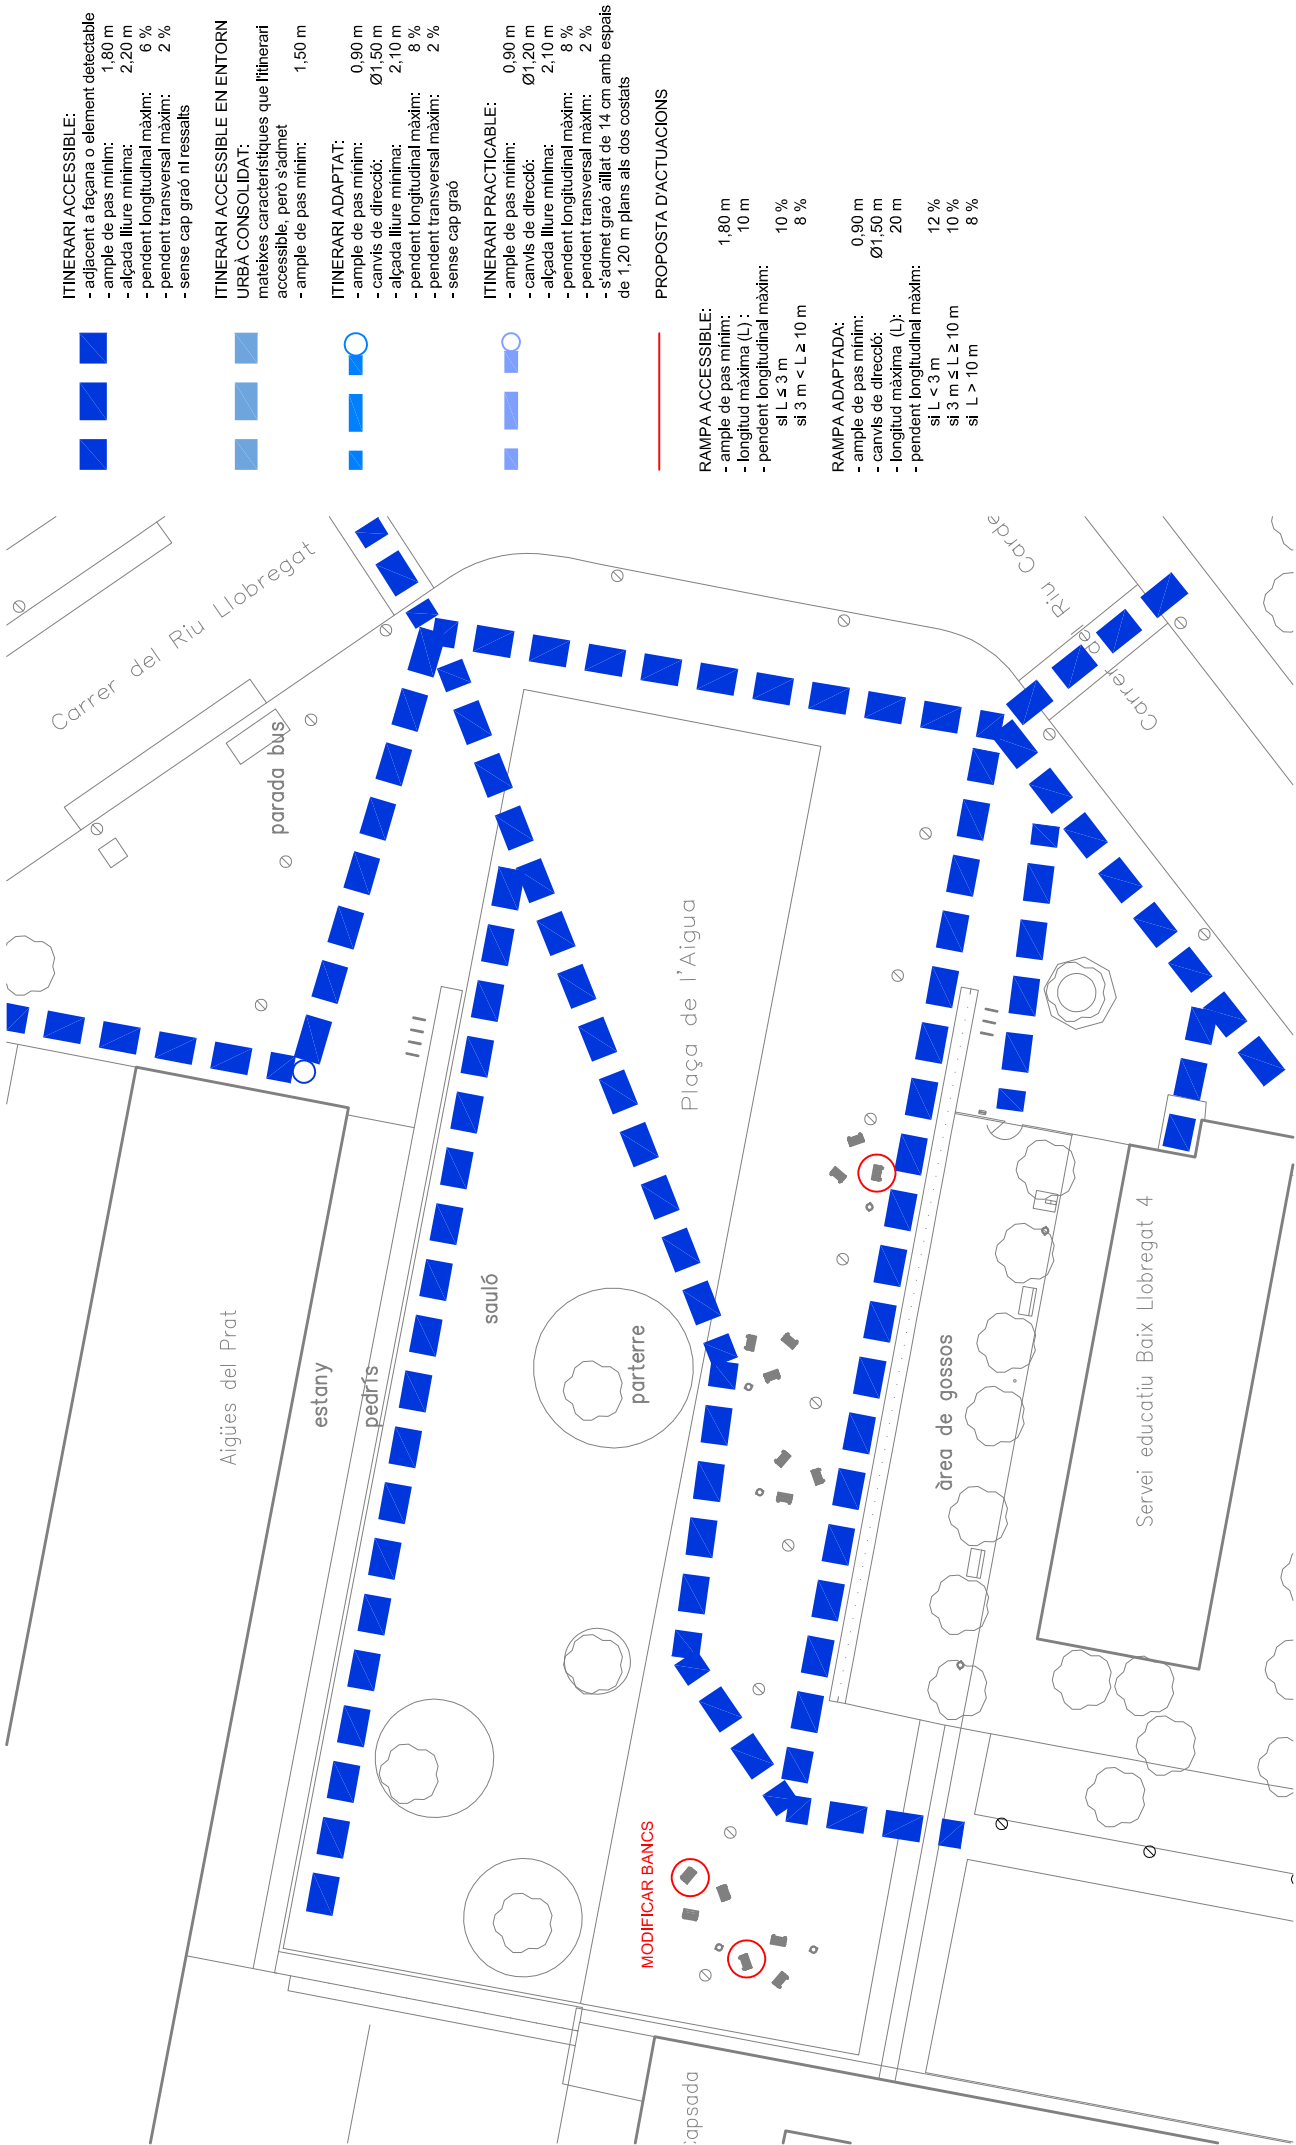 ITINERARI ACCESSIBLE:
- adjacent a façana o element detectable
- ample de pas mínim: 1,80 m
- alçada lliure mínima: 2,20 m
- pendent longitudinal màxim: 6 %
- pendent transversal màxim: 2 %
- sense cap graó ni ressalts
ITINERARI ACCESSIBLE EN ENTORN
URBÀ CONSOLIDAT:
mateixes característiques que l'itinerari
accessible, però s'admet
- ample de pas mínim: 1,50 m
ITINERARI ADAPTAT:
- ample de pas mínim: 0,90 m
- canvis de direcció: Ø1,50 m
- alçada lliure mínima: 2,10 m
- pendent longitudinal màxim: 8 %
- pendent transversal màxim: 2 %
- sense cap graó
ITINERARI PRACTICABLE:
- ample de pas mínim: 0,90 m
- canvis de direcció: Ø1,20 m
- alçada lliure mínima: 2,10 m
- pendent longitudinal màxim: 8 %
- pendent transversal màxim: 2 %
- s'admet graó aïllat de 14 cm amb espais
de 1,20 m plans als dos costats
PROPOSTA D'ACTUACIONS
RAMPA ACCESSIBLE:
- ample de pas mínim: 1,80 m
- longitud màxima (L) : 10 m
- pendent longitudinal màxim:
si L ≤ 3 m 10 %
si 3 m < L ≥ 10 m 8 %
RAMPA ADAPTADA:
- ample de pas mínim: 0,90 m
- canvis de direcció: Ø1,50 m
- longitud màxima (L): 20 m
- pendent longitudinal màxim:
si L < 3 m 12 %
si 3 m ≤ L ≥ 10 m 10 %
si L > 10 m 8 %
Carrer del Riu Llobregat
parada bus
Carrer de Riu Carde
Plaça de l'Aigua
Aigües del Prat
estany
pedrís
sauló
parterre
àrea de gossos
Servei educatiu Baix Llobregat 4
MODIFICAR BANCS
Capsada